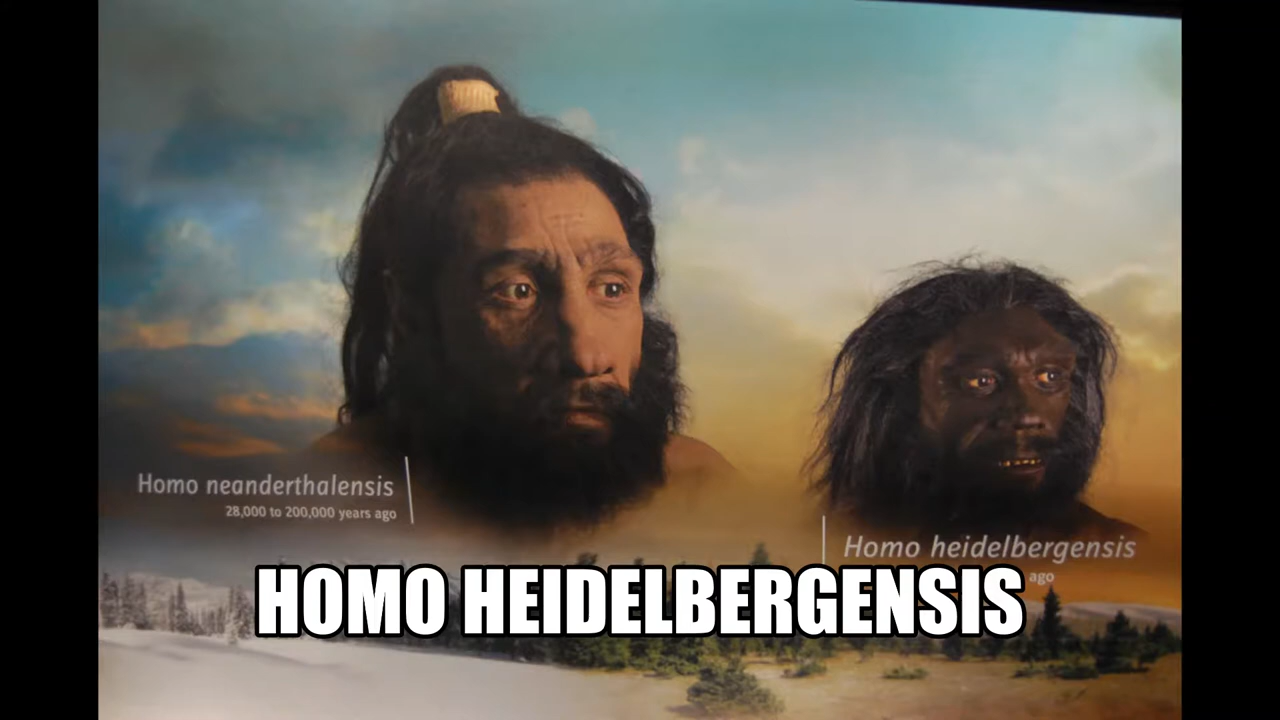 Homo neanderthalensis
28,000 to 200,000 years ago
Homo heidelbergensis
ago
HOMO HEIDELBERGENSIS